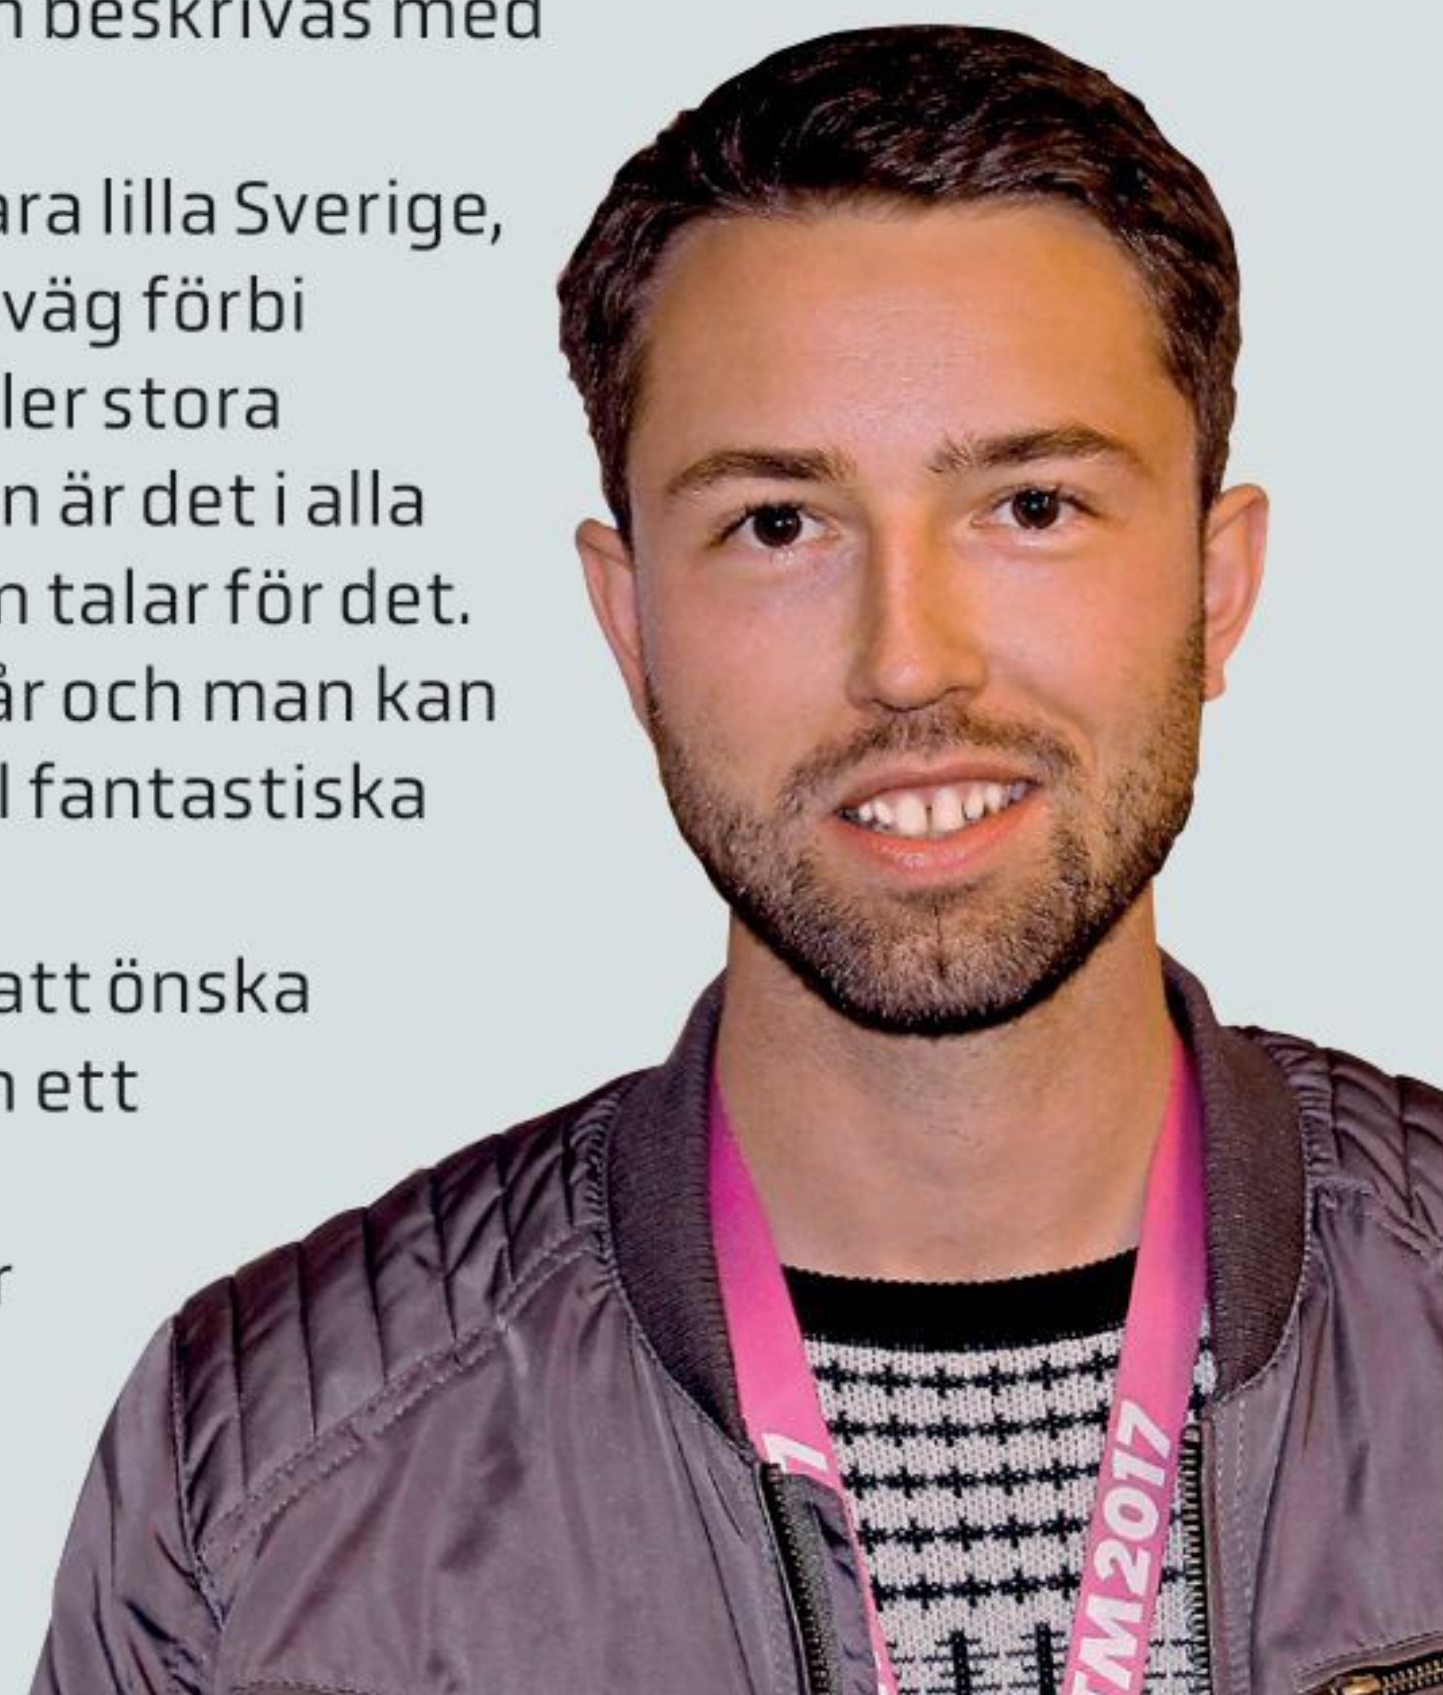 beskrivas med
ara lilla Sverige,
väg förbi
ler stora
n är det i alla
n talar för det.
år och man kan
l fantastiska
att önska
n ett
r
1
TM2017